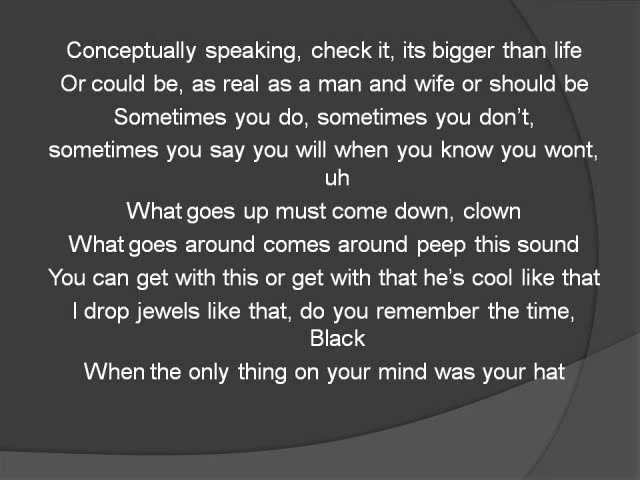 Conceptually speaking, check it, its bigger than life
Or could be, as real as a man and wife or should be
Sometimes you do, sometimes you don't,
sometimes you say you will when you know you wont,
uh
What goes up must come down, clown
What goes around comes around peep this sound
You can get with this or get with that he's cool like that
I drop jewels like that, do you remember the time,
Black
When the only thing on your mind was your hat